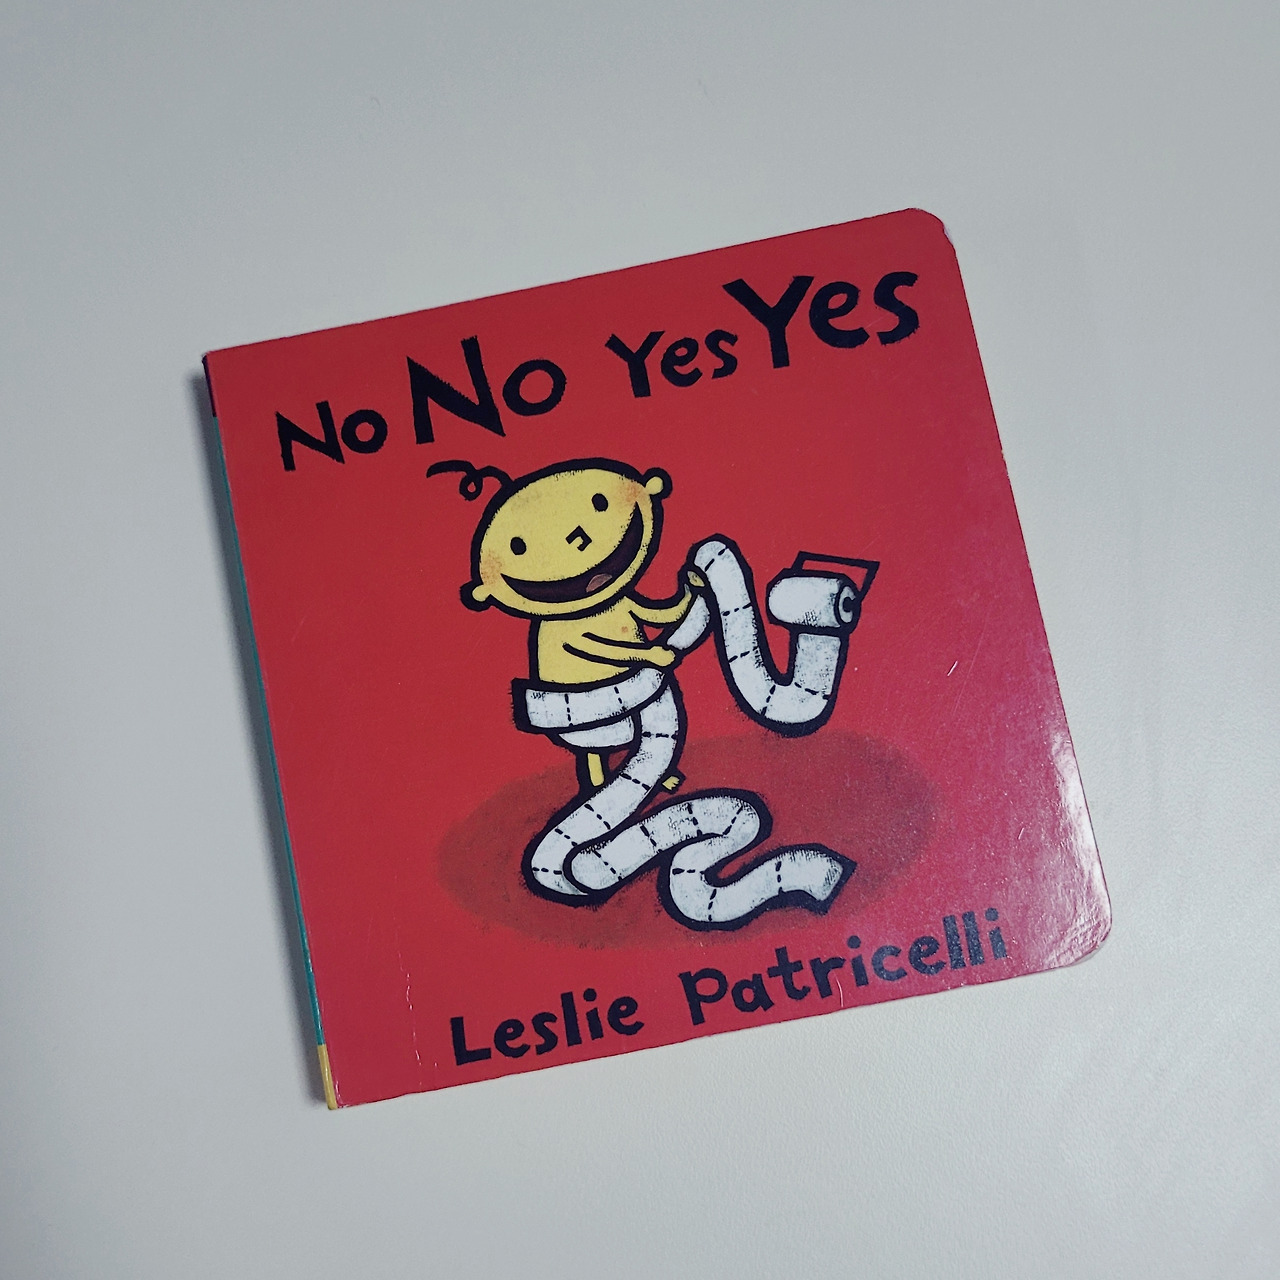 No No Yes Yes
Leslie Patricelli